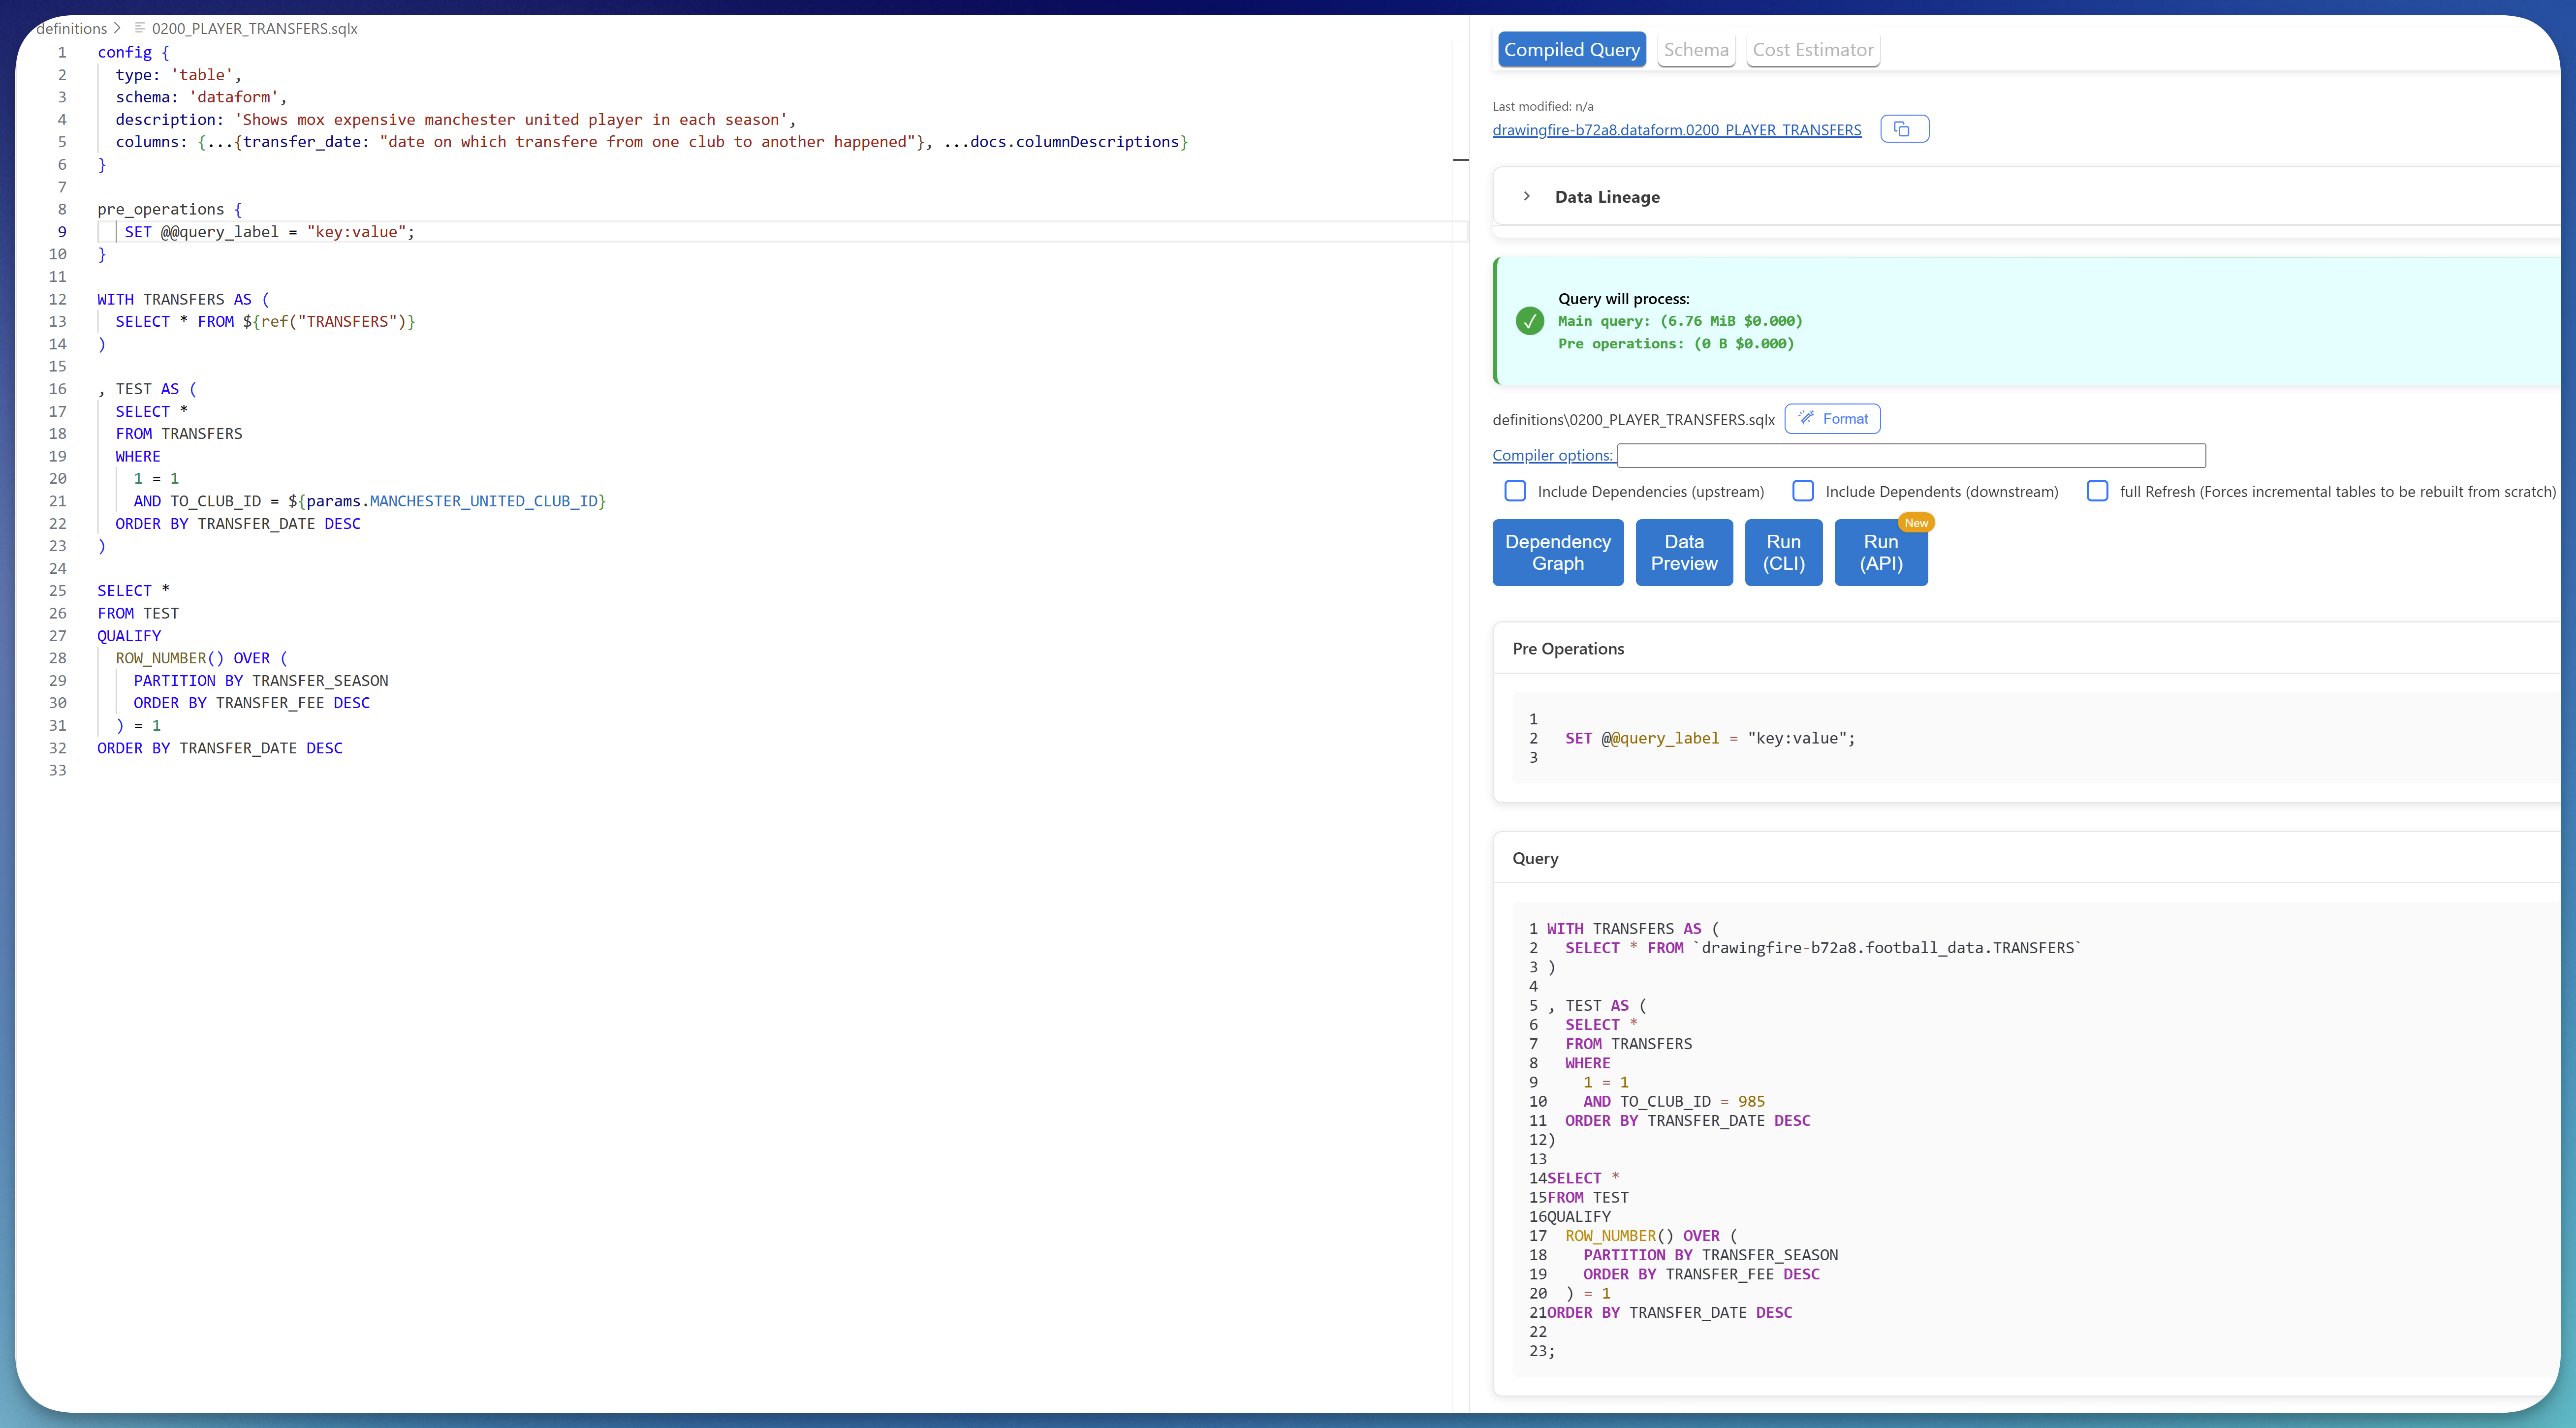 definitions > 0200_PLAYER_TRANSFERS.sqlx
1 config {
2 type: 'table',
3 schema: 'dataform',
4 description: 'Shows mox expensive manchester united player in each season',
5 columns: {...{transfer_date: "date on which transfere from one club to another happened"}, ...docs.columnDescriptions}
6 }
7
8 pre_operations {
9 SET @@query_label = "key:value";
10 }
11
12 WITH TRANSFERS AS (
13 SELECT * FROM ${ref("TRANSFERS")}
14 )
15
16 , TEST AS (
17 SELECT *
18 FROM TRANSFERS
19 WHERE
20 1 = 1
21 AND TO_CLUB_ID = ${params.MANCHESTER_UNITED_CLUB_ID}
22 ORDER BY TRANSFER_DATE DESC
23 )
24
25 SELECT *
26 FROM TEST
27 QUALIFY
28 ROW_NUMBER() OVER (
29 PARTITION BY TRANSFER_SEASON
30 ORDER BY TRANSFER_FEE DESC
31 ) = 1
32 ORDER BY TRANSFER_DATE DESC
33
Compiled Query Schema Cost Estimator
Last modified: n/a
drawingfire-b72a8.dataform.0200_PLAYER_TRANSFERS
Data Lineage
Query will process:
Main query: (6.76 MiB $0.000)
Pre operations: (0 B $0.000)
definitions\0200_PLAYER_TRANSFERS.sqlx Format
Compiler options:
Include Dependencies (upstream) Include Dependents (downstream) full Refresh (Forces incremental tables to be rebuilt from scratch)
New
Dependency Graph Data Preview Run (CLI) Run (API)
Pre Operations
1
2 SET @@query_label = "key:value";
3
Query
1 WITH TRANSFERS AS (
2 SELECT * FROM `drawingfire-b72a8.football_data.TRANSFERS`
3 )
4
5 , TEST AS (
6 SELECT *
7 FROM TRANSFERS
8 WHERE
9 1 = 1
10 AND TO_CLUB_ID = 985
11 ORDER BY TRANSFER_DATE DESC
12)
13
14SELECT *
15FROM TEST
16QUALIFY
17 ROW_NUMBER() OVER (
18 PARTITION BY TRANSFER_SEASON
19 ORDER BY TRANSFER_FEE DESC
20 ) = 1
21ORDER BY TRANSFER_DATE DESC
22
23;